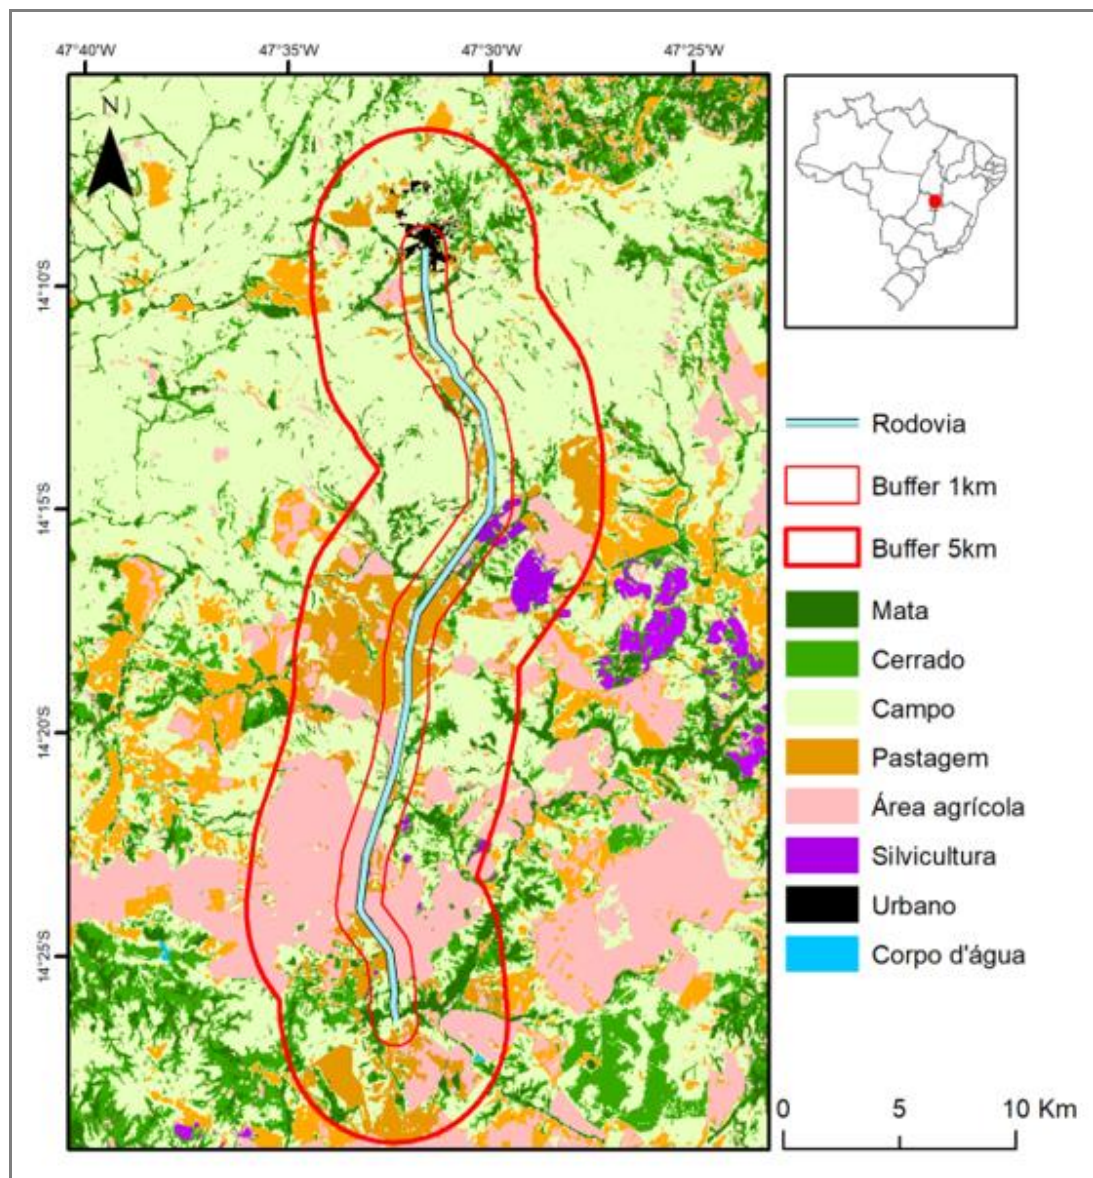 47°40'W 47°35'W 47°30'W 47°25'W
N
14°10'S
14°15'S
14°20'S
14°25'S
Rodovia
Buffer 1km
Buffer 5km
Mata
Cerrado
Campo
Pastagem
Área agrícola
Silvicultura
Urbano
Corpo d'água
0 5 10 Km